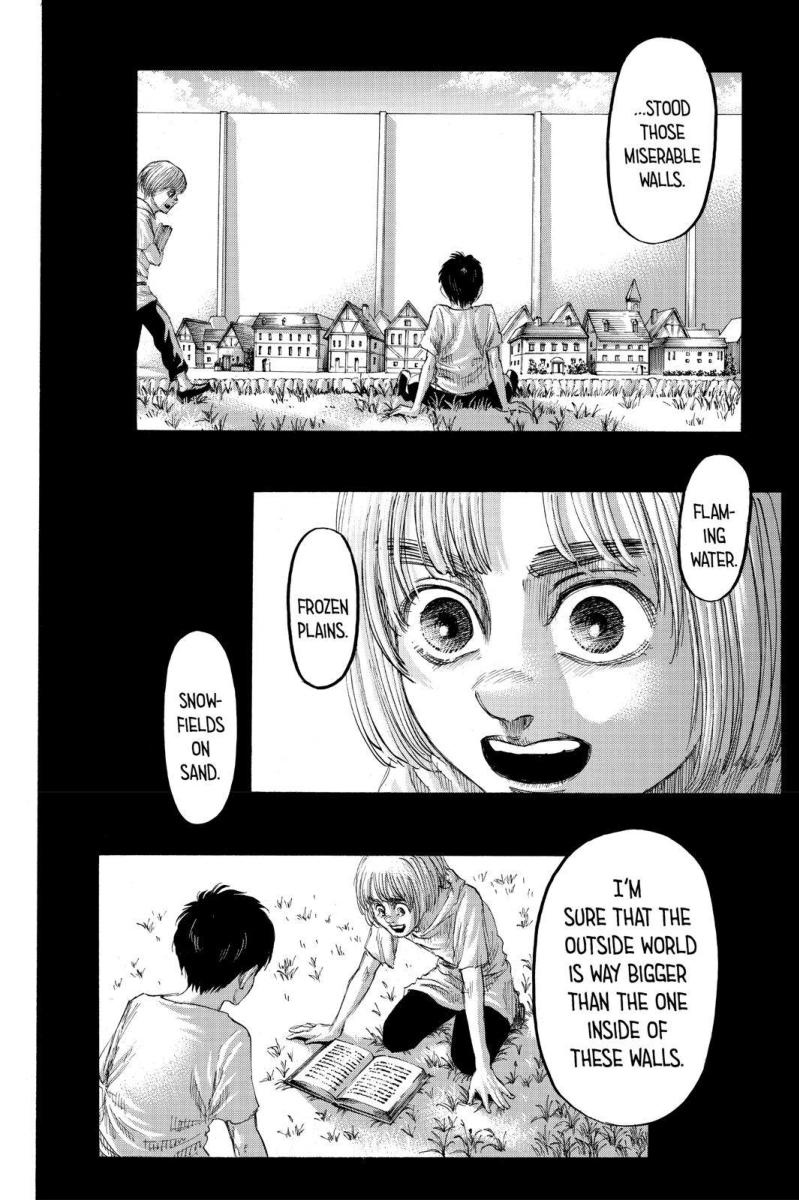 ...STOOD
THOSE
MISERABLE
WALLS.
FLAM-
ING
WATER.
FROZEN
PLAINS.
SNOW-
FIELDS
ON
SAND.
I'M
SURE THAT THE
OUTSIDE WORLD
IS WAY BIGGER
THAN THE ONE
INSIDE OF
THESE WALLS.